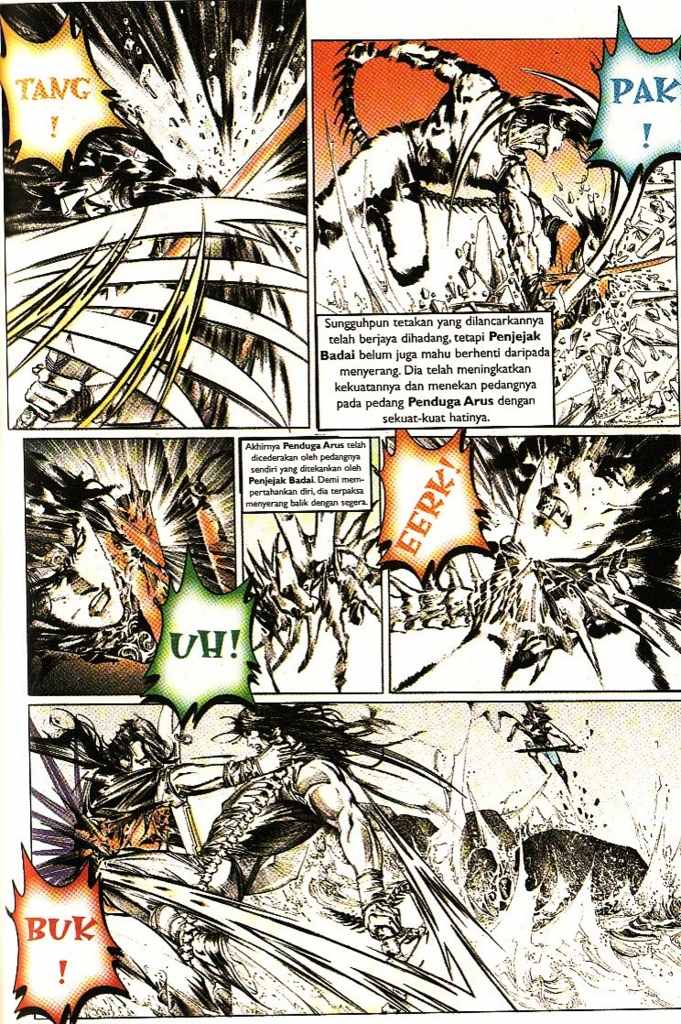 TANG
!
PAK
!
Sungguhpun tetakan yang dilancarkannya
telah berjaya dihadang, tetapi Penjejak
Badai belum juga mahu berhenti daripada
menyerang. Dia telah meningkatkan
kekuatannya dan menekan pedangnya
pada pedang Penduga Arus dengan
sekuat-kuat hatinya.
UH!
Akhirnya Penduga Arus telah
dicederakan oleh pedangnya
sendiri yang ditekankan oleh
Penjejak Badai. Demi mem-
pertahankan diri, dia terpaksa
menyerang balik dengan segera.
EERK!
BUK
!